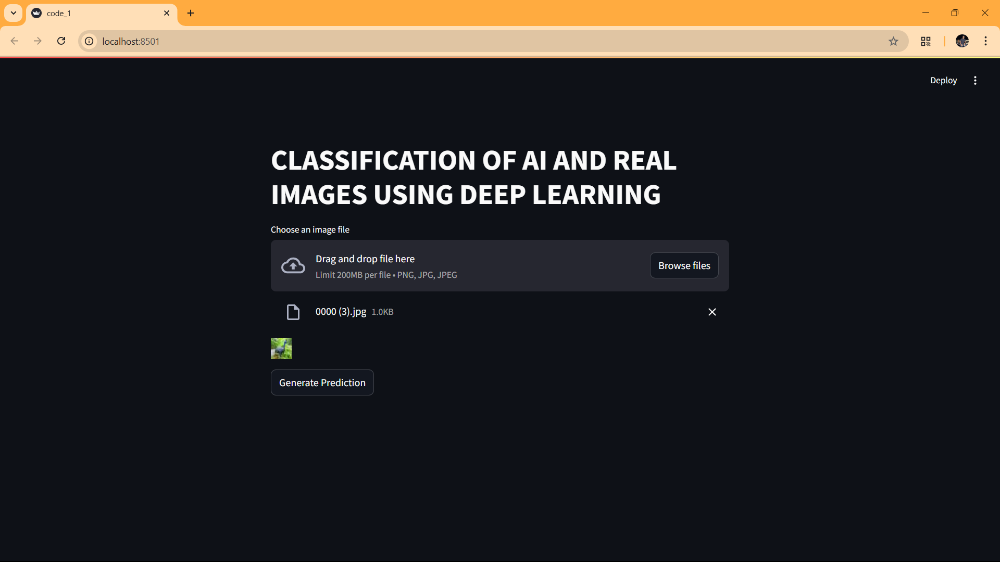 code_1
localhost:8501
Deploy
CLASSIFICATION OF AI AND REAL
IMAGES USING DEEP LEARNING
Choose an image file
Drag and drop file here
Limit 200MB per file • PNG, JPG, JPEG
Browse files
0000 (3).jpg 1.0KB
Generate Prediction